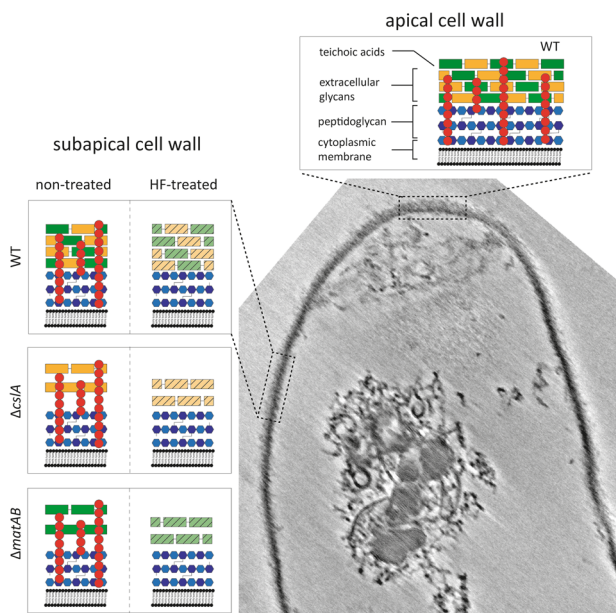 apical cell wall
teichoic acids
WT
extracellular
glycans
peptidoglycan
cytoplasmic
membrane
subapical cell wall
non-treated
HF-treated
WT
ΔcslA
ΔmatAB